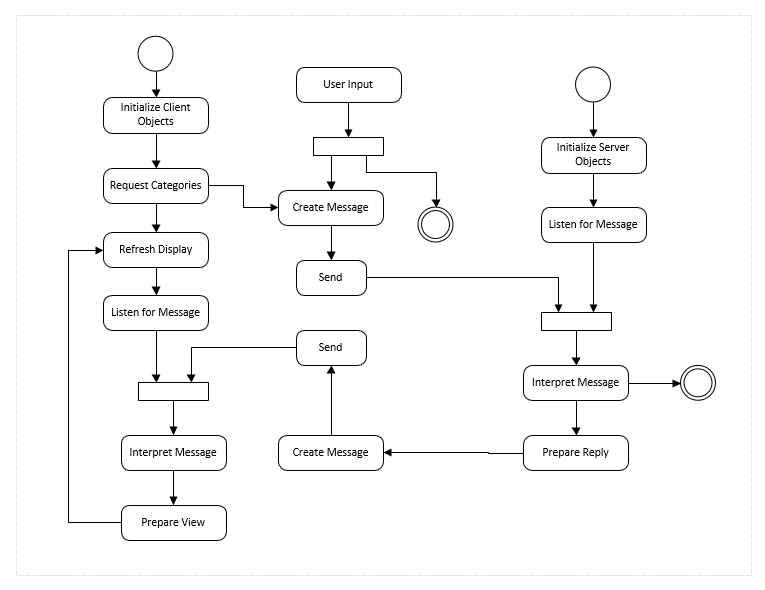 Initialize Client
Objects
Request Categories
Refresh Display
Listen for Message
Interpret Message
Prepare View
User Input
Create Message
Send
Send
Create Message
Initialize Server
Objects
Listen for Message
Interpret Message
Prepare Reply